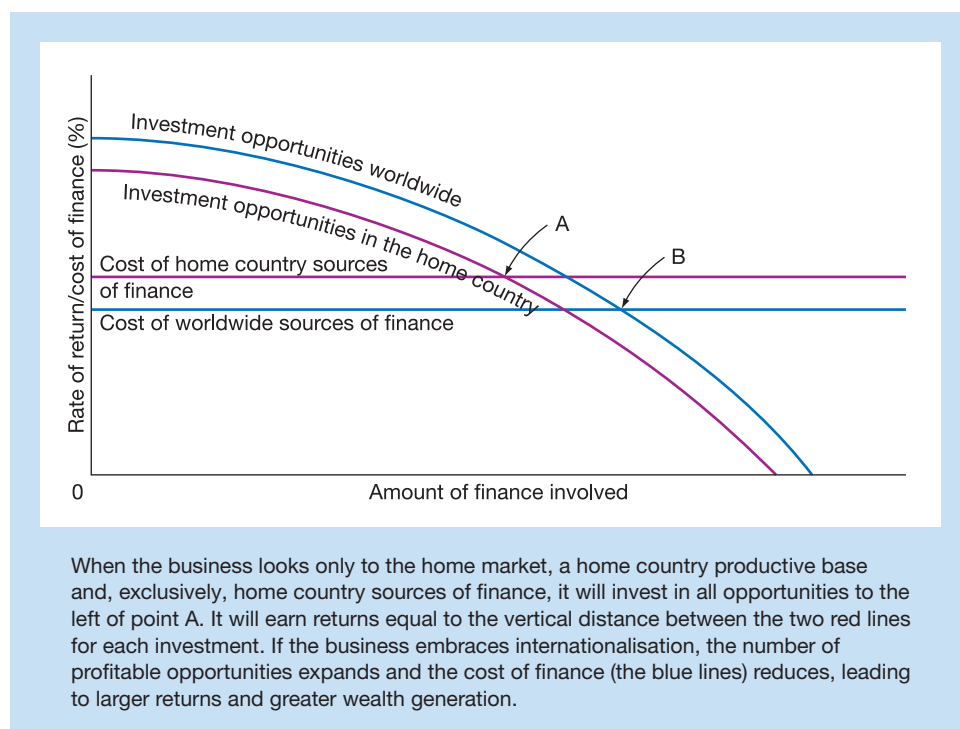 Rate of return/cost of finance (%)
Investment opportunities worldwide
Investment opportunities in the home country
A
Cost of home country sources
of finance
B
Cost of worldwide sources of finance
0
Amount of finance involved
When the business looks only to the home market, a home country productive base
and, exclusively, home country sources of finance, it will invest in all opportunities to the
left of point A. It will earn returns equal to the vertical distance between the two red lines
for each investment. If the business embraces internationalisation, the number of
profitable opportunities expands and the cost of finance (the blue lines) reduces, leading
to larger returns and greater wealth generation.